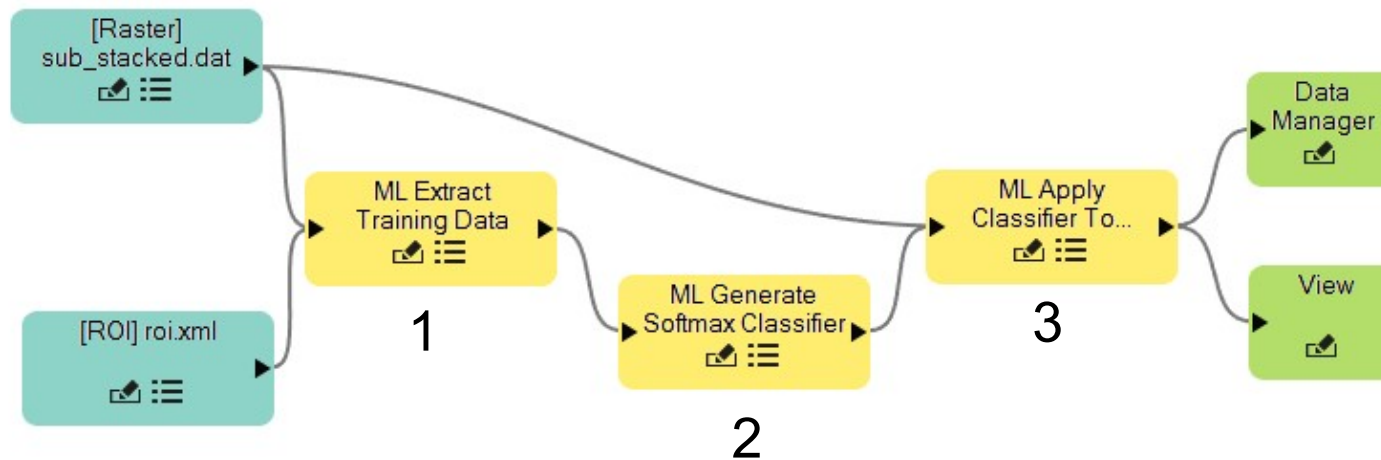 [Raster]
sub_stacked.dat
[ROI] roi.xml
ML Extract
Training Data
1
ML Generate
Softmax Classifier
2
ML Apply
Classifier To...
3
Data
Manager
View